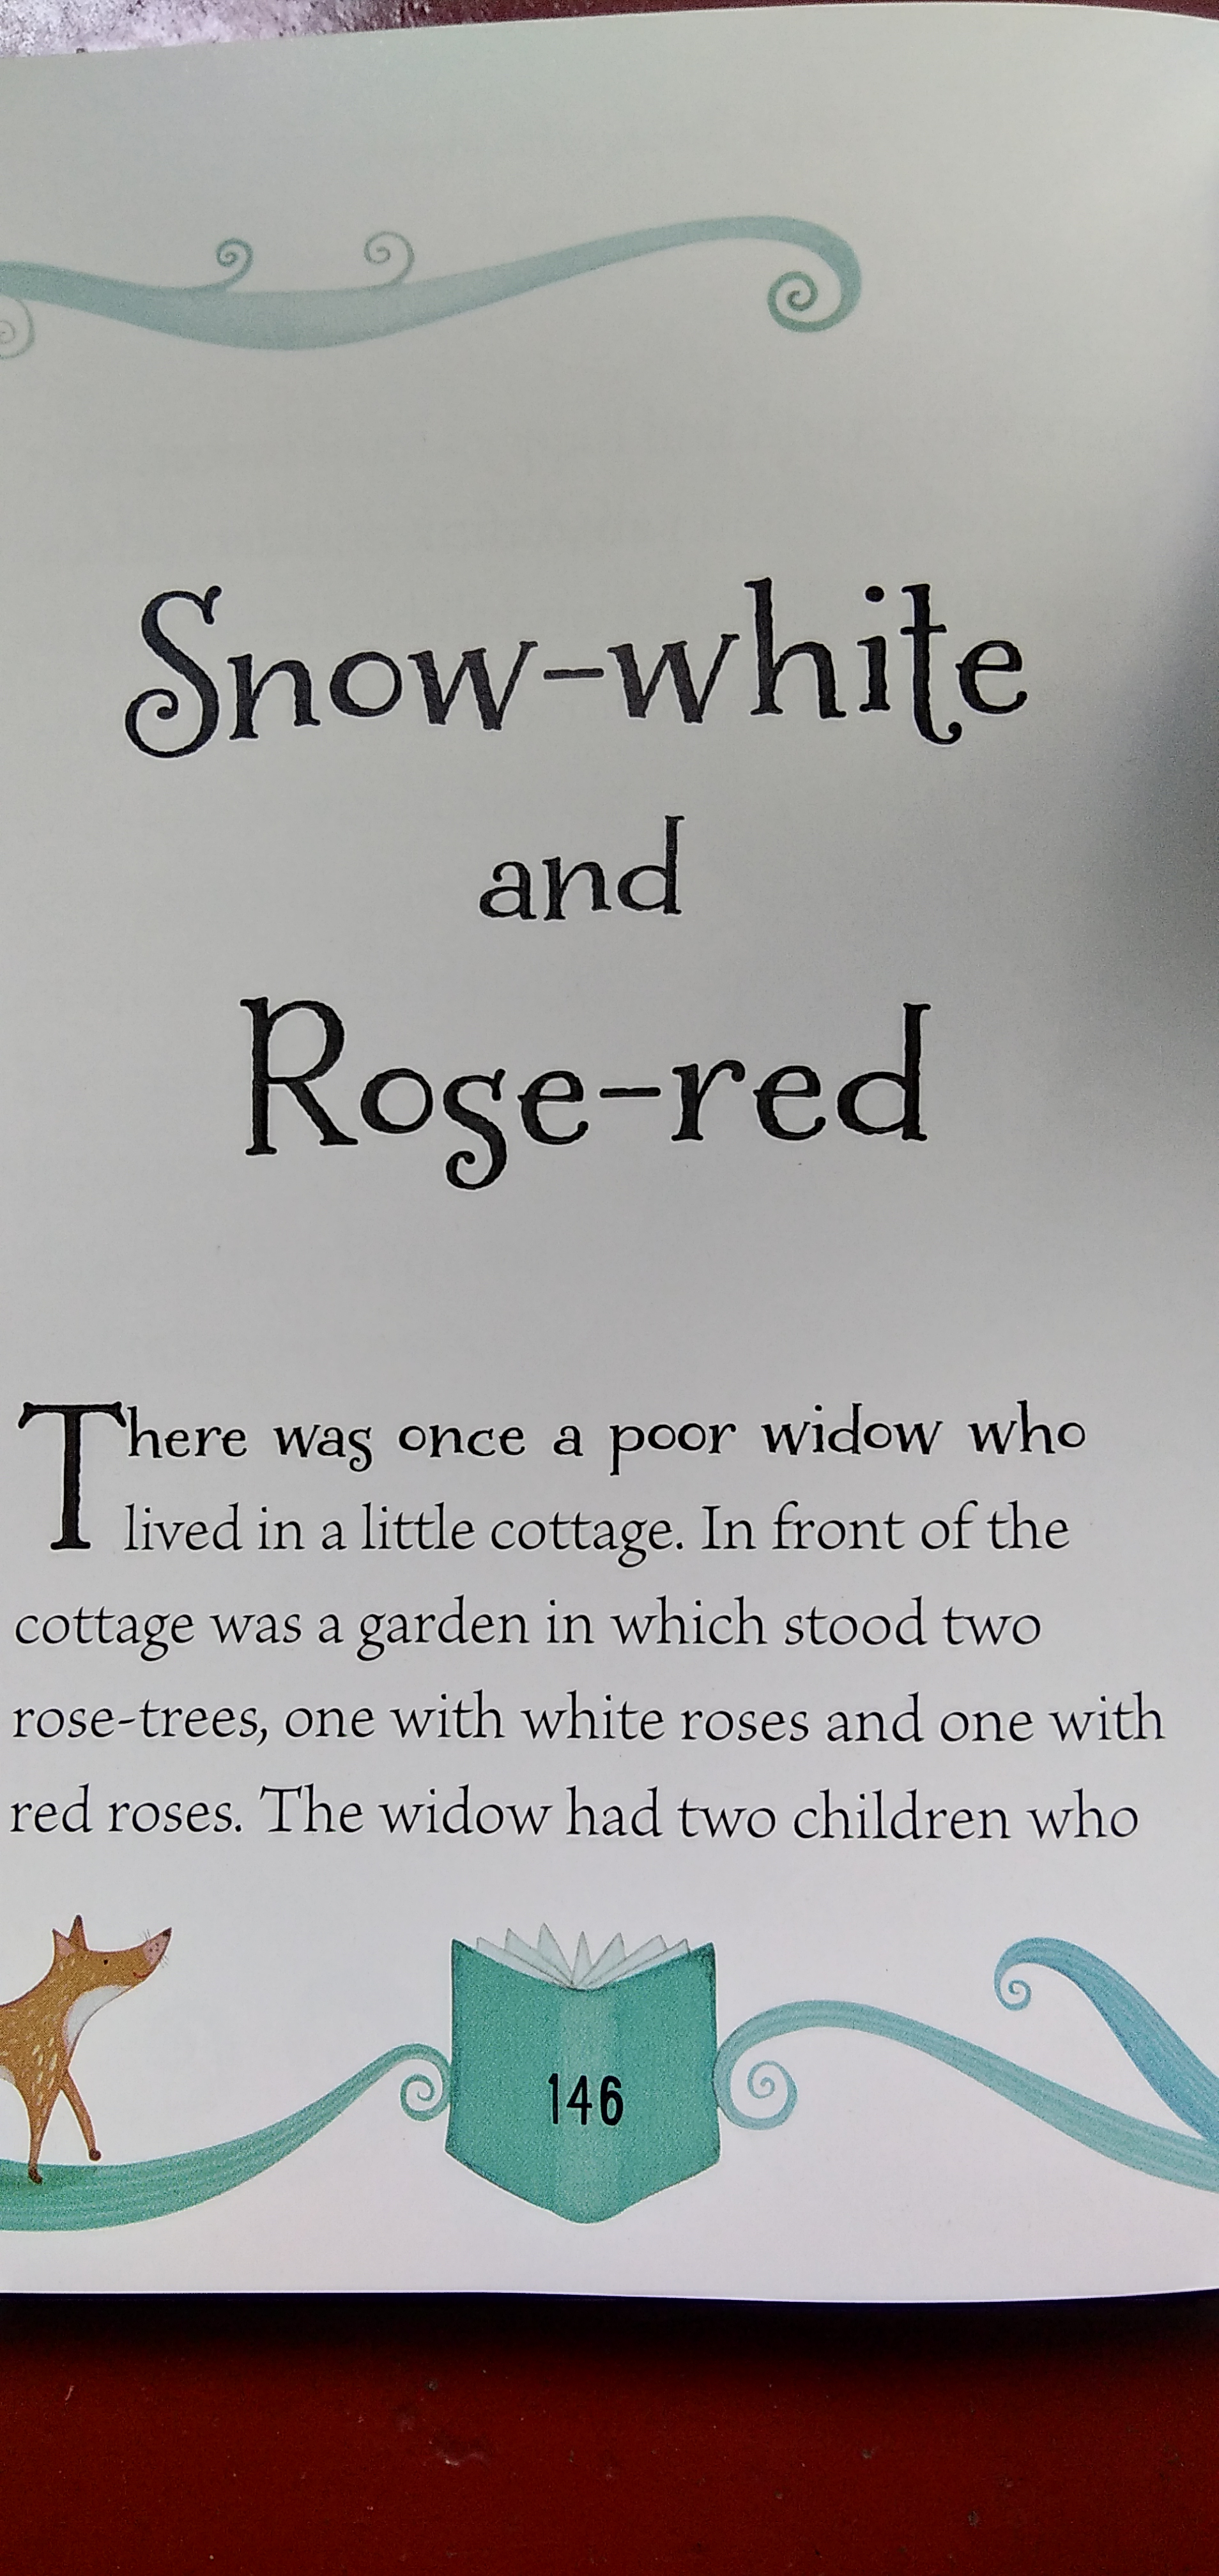 Snow-white
and
Rose-red
There was once a poor widow who
lived in a little cottage. In front of the
cottage was a garden in which stood two
rose-trees, one with white roses and one with
red roses. The widow had two children who
146